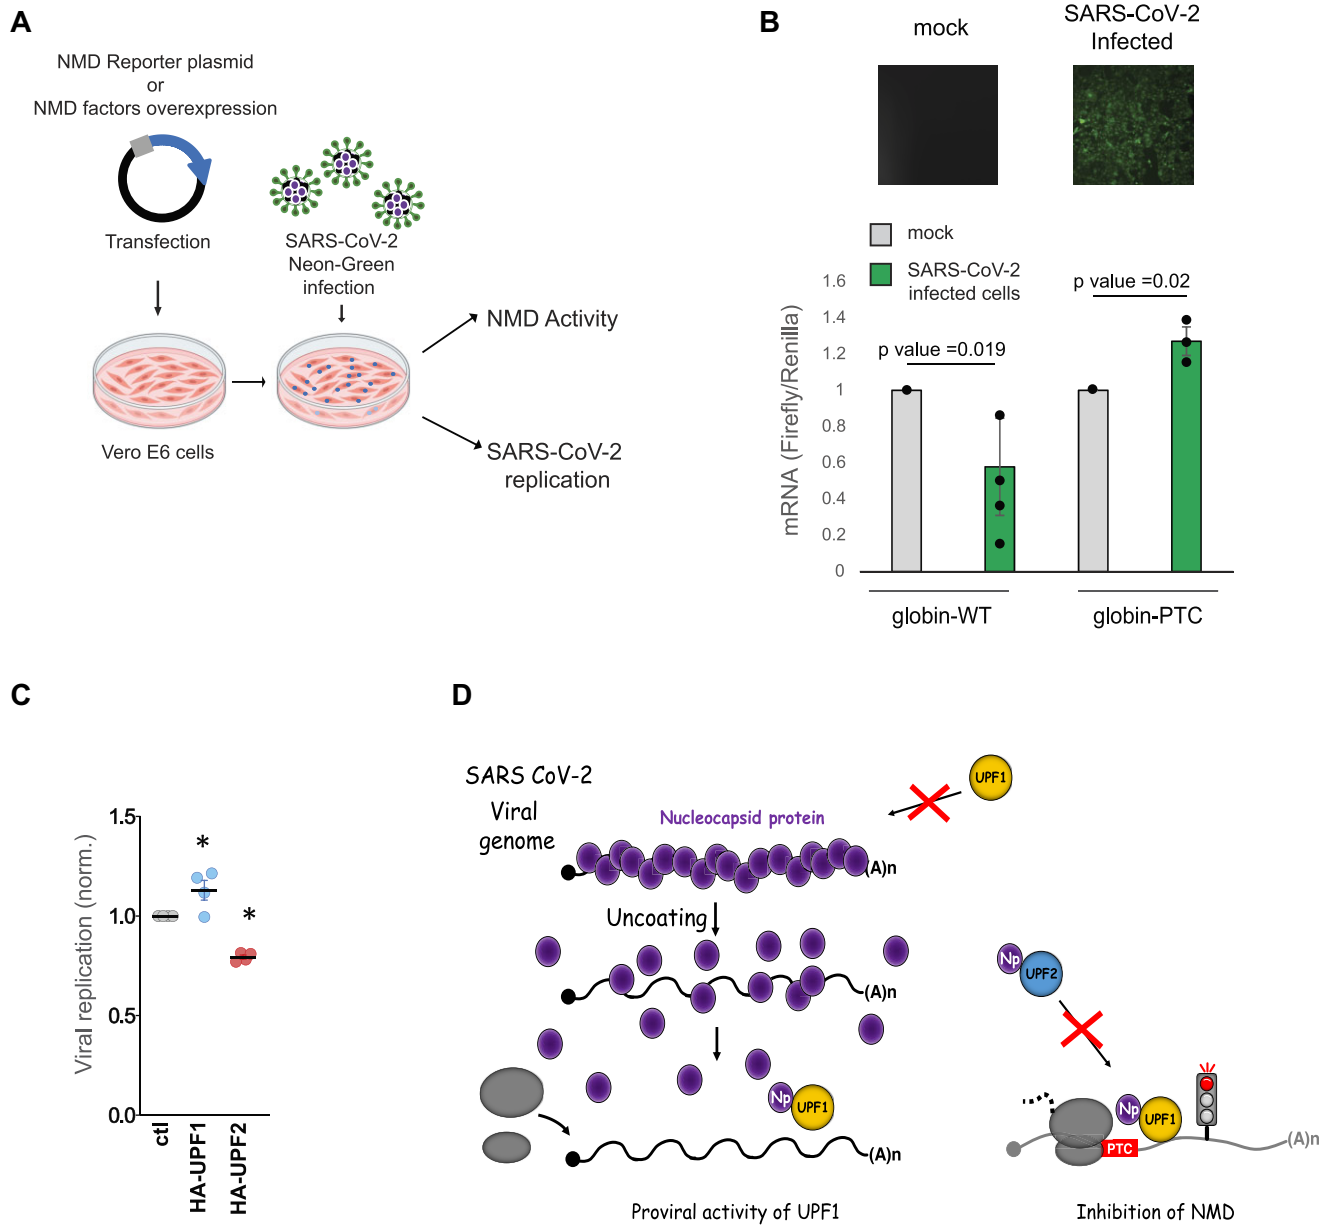 A
NMD Reporter plasmid
or
NMD factors overexpression
Transfection
SARS-CoV-2
Neon-Green
infection
NMD Activity
Vero E6 cells
SARS-CoV-2
replication
B
mock
SARS-CoV-2
Infected
mock
SARS-CoV-2
infected cells
p value =0.02
p value =0.019
mRNA (Firefly/Renilla)
1.6
1.4
1.2
1
0.8
0.6
0.4
0.2
0
globin-WT
globin-PTC
C
Viral replication (norm.)
1.5
1.0
0.5
0.0
*
*
ctl
HA-UPF1
HA-UPF2
D
SARS CoV-2
Viral
genome
Nucleocapsid protein
UPF1
(A)n
Uncoating
(A)n
Np
UPF1
(A)n
Proviral activity of UPF1
Np
UPF2
Np
UPF1
PTC
(A)n
Inhibition of NMD